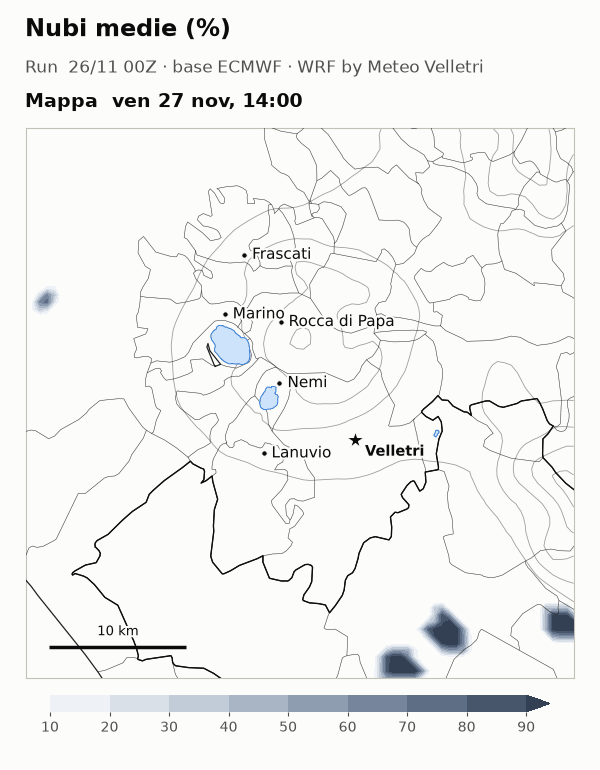 Nubi medie (%)
Run  26/11 00Z · base ECMWF · WRF by Meteo Velletri
Mappa  ven 27 nov, 14:00
Frascati
Marino
Rocca di Papa
Nemi
Velletri
Lanuvio
10 km
10 20 30 40 50 60 70 80 90